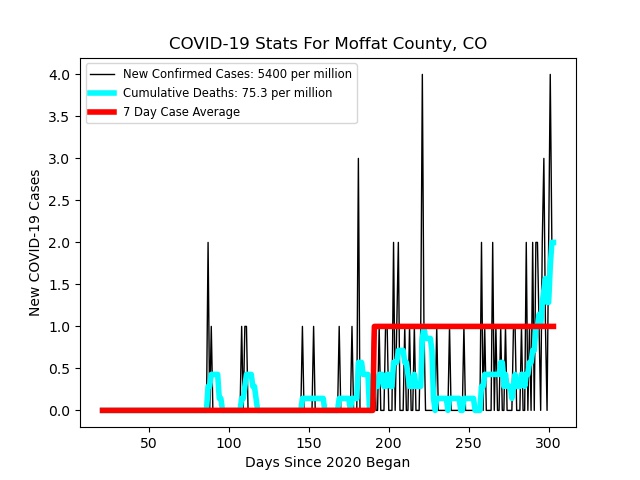 COVID-19 Stats For Moffat County, CO
New Confirmed Cases: 5400 per million
Cumulative Deaths: 75.3 per million
7 Day Case Average
New COVID-19 Cases
4.0
3.5
3.0
2.5
2.0
1.5
1.0
0.5
0.0
50 100 150 200 250 300
Days Since 2020 Began